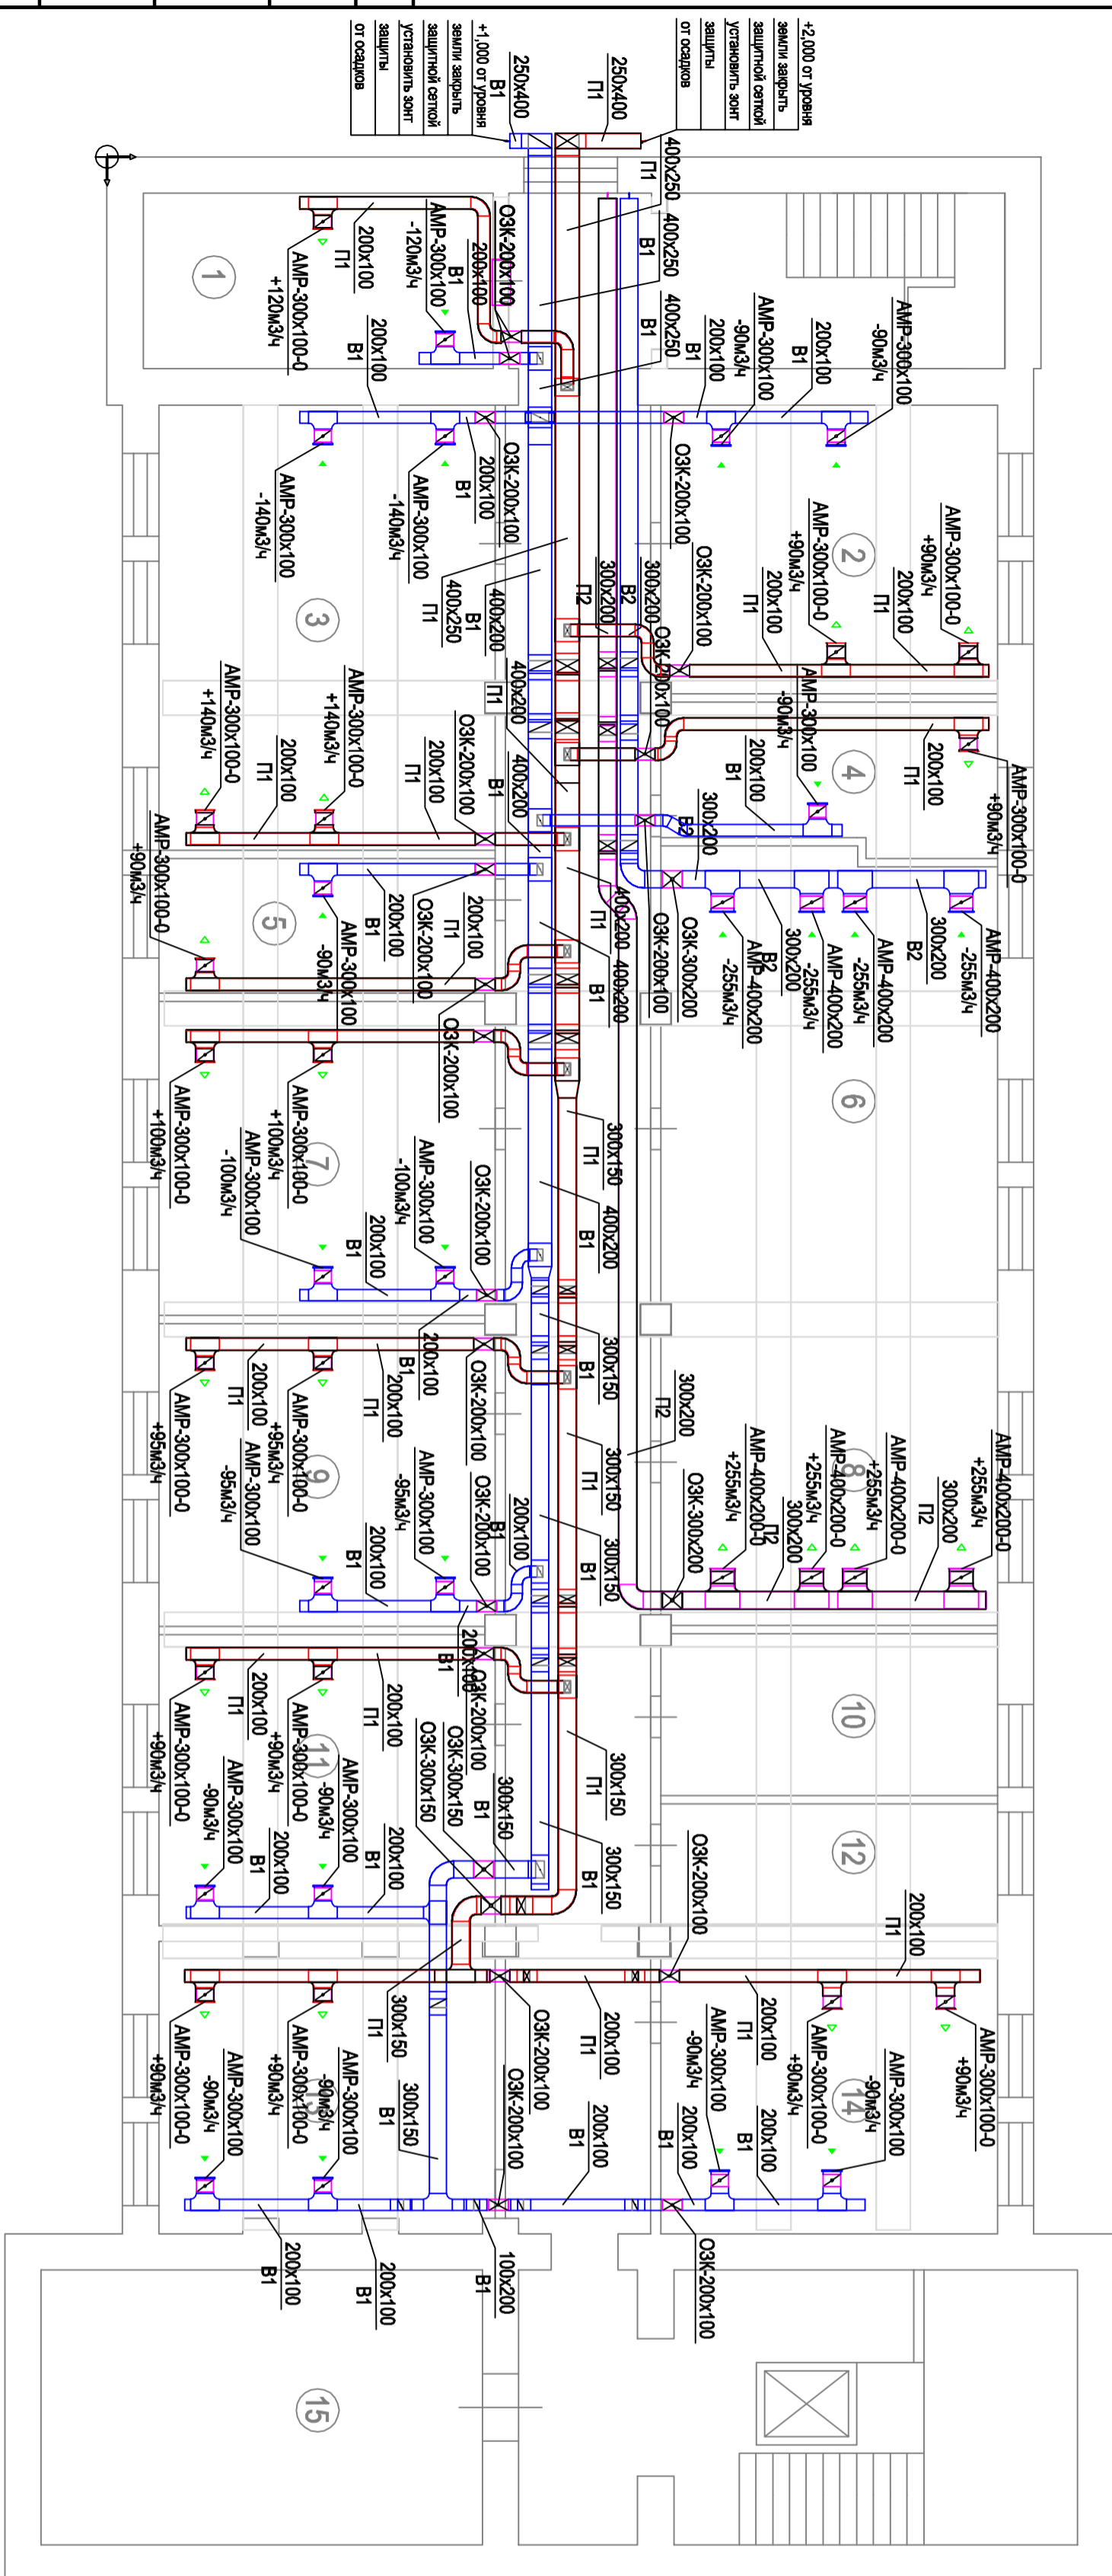 +2,000 от уровня
земли закрыть
защитной сеткой
установить зонт
защиты
от осадков
250x400
П1
+1,000 от уровня
земли закрыть
защитной сеткой
установить зонт
защиты
от осадков
250x400
В1
400x250
П1
400x250
В1
400x250
В1
ОЗК-200x100
200x100
В1
АМР-300x100
-120м3/ч
200x100
П1
АМР-300x100-0
+120м3/ч
1
200x100
В1
АМР-300x100
-90м3/ч
200x100
В1
АМР-300x100
-90м3/ч
200x100
В1
ОЗК-200x100
ОЗК-200x100
200x100
В1
АМР-300x100
-140м3/ч
АМР-300x100
-140м3/ч
2
АМР-300x100-0
+90м3/ч
АМР-300x100-0
+90м3/ч
200x100
П1
200x100
П1
ОЗК-200x100
300x200
В2
300x200
П2
ОЗК-200x100
3
400x200
В1
400x250
П1
400x200
П1
400x200
В1
АМР-300x100-0
+140м3/ч
АМР-300x100-0
+140м3/ч
200x100
П1
200x100
П1
ОЗК-200x100
4
АМР-300x100
-90м3/ч
200x100
В1
200x100
П1
АМР-300x100-0
+90м3/ч
300x200
В2
5
АМР-300x100-0
+90м3/ч
200x100
В1
АМР-300x100
-90м3/ч
ОЗК-200x100
200x100
П1
ОЗК-200x100
400x200
П1
400x200
В1
ОЗК-200x100
ОЗК-300x200
АМР-400x200
-255м3/ч
300x200
В2
АМР-400x200
-255м3/ч
АМР-400x200
-255м3/ч
300x200
В2
АМР-400x200
-255м3/ч
6
7
АМР-300x100-0
+100м3/ч
АМР-300x100-0
+100м3/ч
АМР-300x100
-100м3/ч
АМР-300x100
-100м3/ч
200x100
В1
ОЗК-200x100
200x100
В1
300x150
П1
400x200
В1
300x150
В1
300x200
П2
8
АМР-400x200-0
+255м3/ч
АМР-400x200-0
+255м3/ч
АМР-400x200-0
+255м3/ч
АМР-400x200-0
+255м3/ч
300x200
П2
300x200
П2
ОЗК-300x200
9
200x100
П1
200x100
П1
ОЗК-200x100
АМР-300x100-0
+95м3/ч
АМР-300x100-0
+95м3/ч
АМР-300x100
-95м3/ч
АМР-300x100
-95м3/ч
200x100
В1
ОЗК-200x100
200x100
В1
200x100
В1
300x150
П1
300x150
В1
10
11
200x100
П1
200x100
П1
ОЗК-200x100
АМР-300x100-0
+90м3/ч
АМР-300x100-0
+90м3/ч
АМР-300x100
-90м3/ч
АМР-300x100
-90м3/ч
200x100
В1
200x100
В1
ОЗК-300x150
ОЗК-300x150
300x150
В1
300x150
П1
300x150
В1
12
ОЗК-200x100
200x100
П1
13
АМР-300x100-0
+90м3/ч
АМР-300x100-0
+90м3/ч
АМР-300x100
-90м3/ч
АМР-300x100
-90м3/ч
300x150
П1
300x150
В1
ОЗК-200x100
ОЗК-200x100
200x100
П1
200x100
В1
200x100
П1
АМР-300x100
-90м3/ч
200x100
В1
200x100
В1
АМР-300x100-0
+90м3/ч
АМР-300x100
-90м3/ч
АМР-300x100-0
+90м3/ч
14
200x100
В1
200x100
В1
100x200
В1
ОЗК-200x100
15